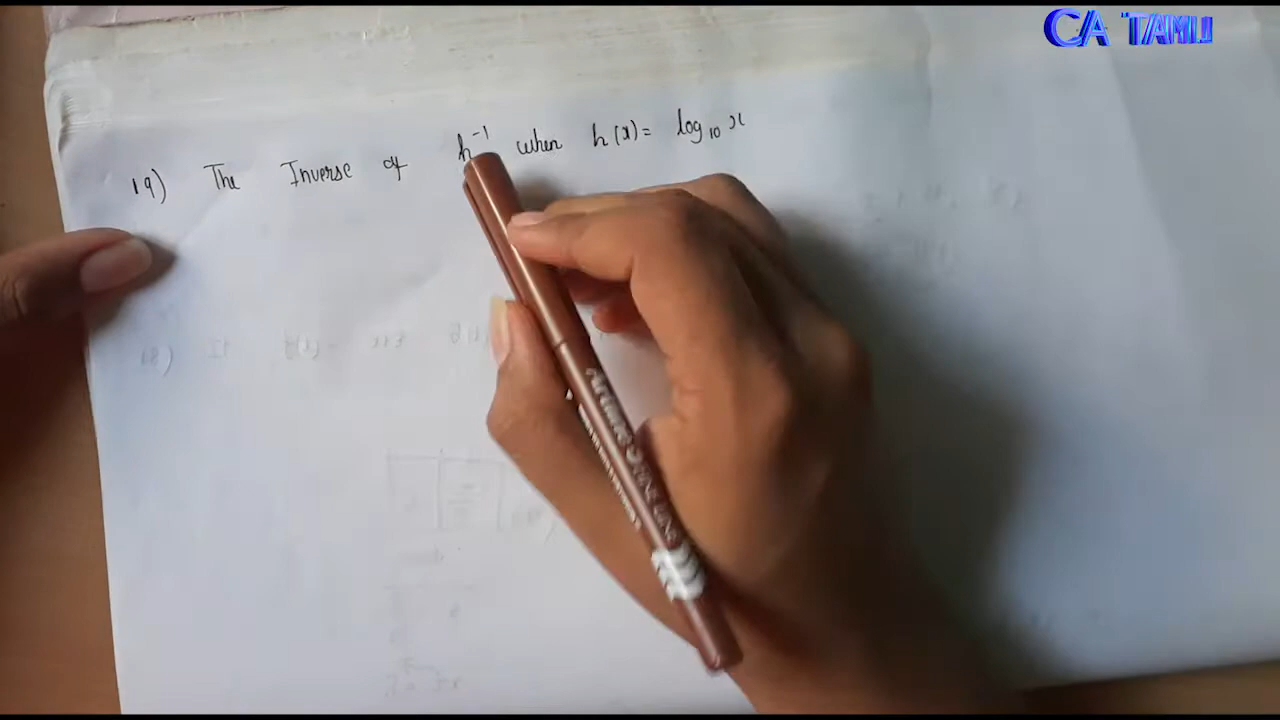 CA TAMIL
19) The Inverse of h⁻¹ when h(x)= log₁₀ x